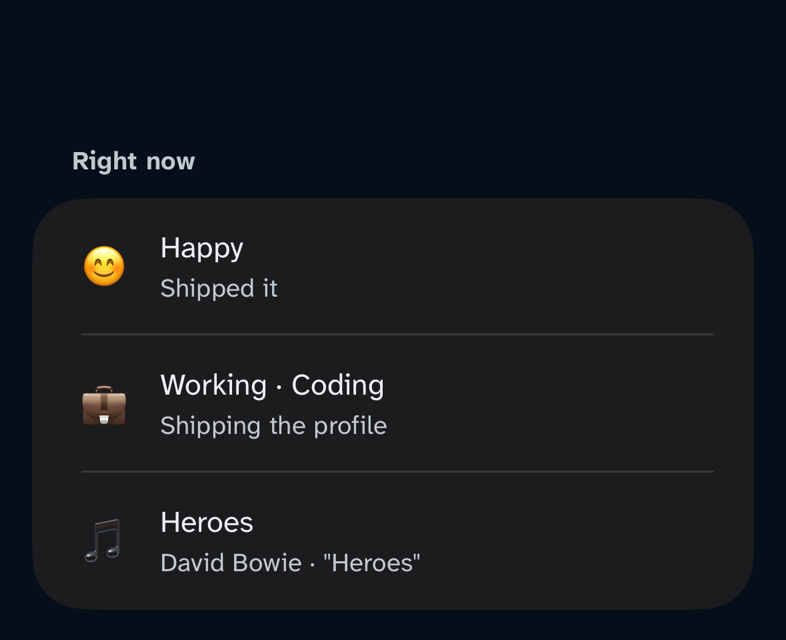 Right now
Happy
Shipped it
Working · Coding
Shipping the profile
Heroes
David Bowie · "Heroes"